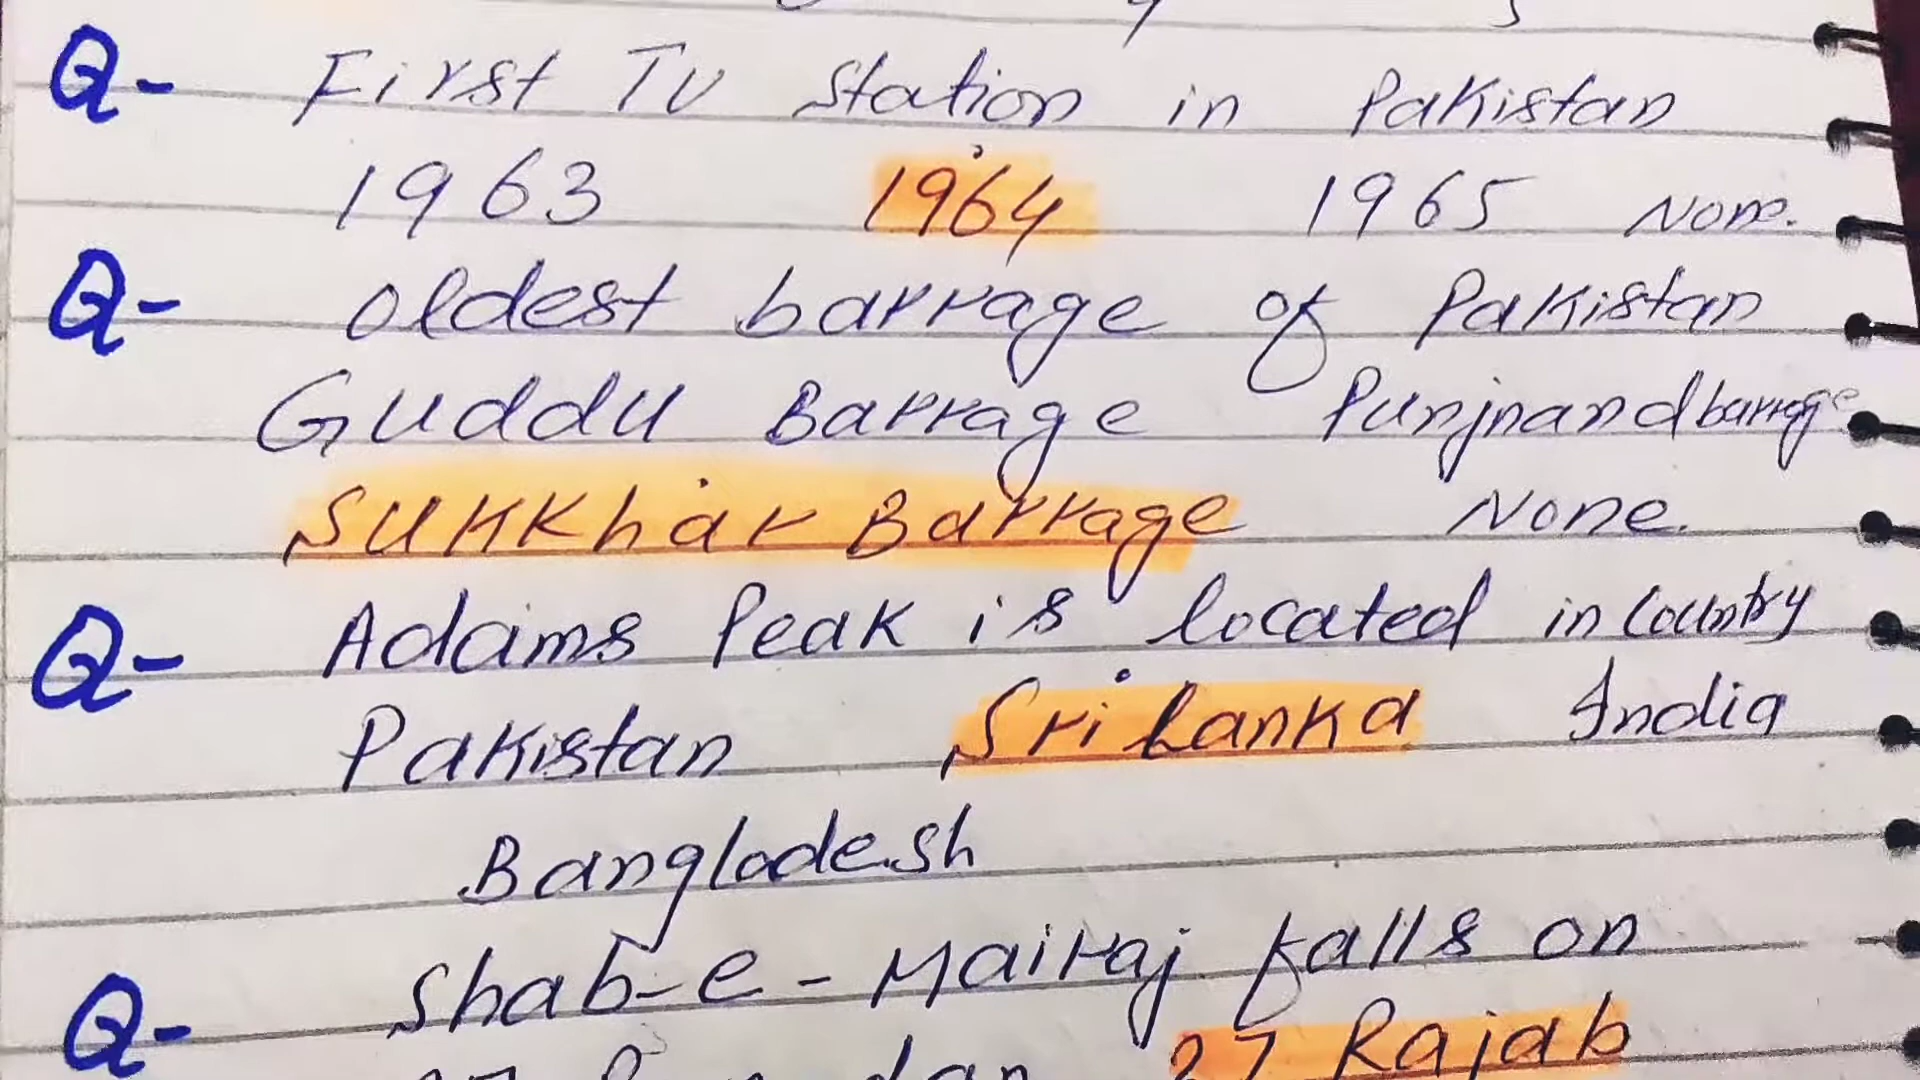 Q- First TV Station in Pakistan
1963 1964 1965 None.
Q- Oldest barrage of Pakistan
Guddu Barrage Punjnand barrage
Sukkhar Barrage None.
Q- Adams Peak is located in Country
Pakistan Sri Lanka India
Bangladesh
Q- Shab-e-Mairaj falls on
27 Rajab